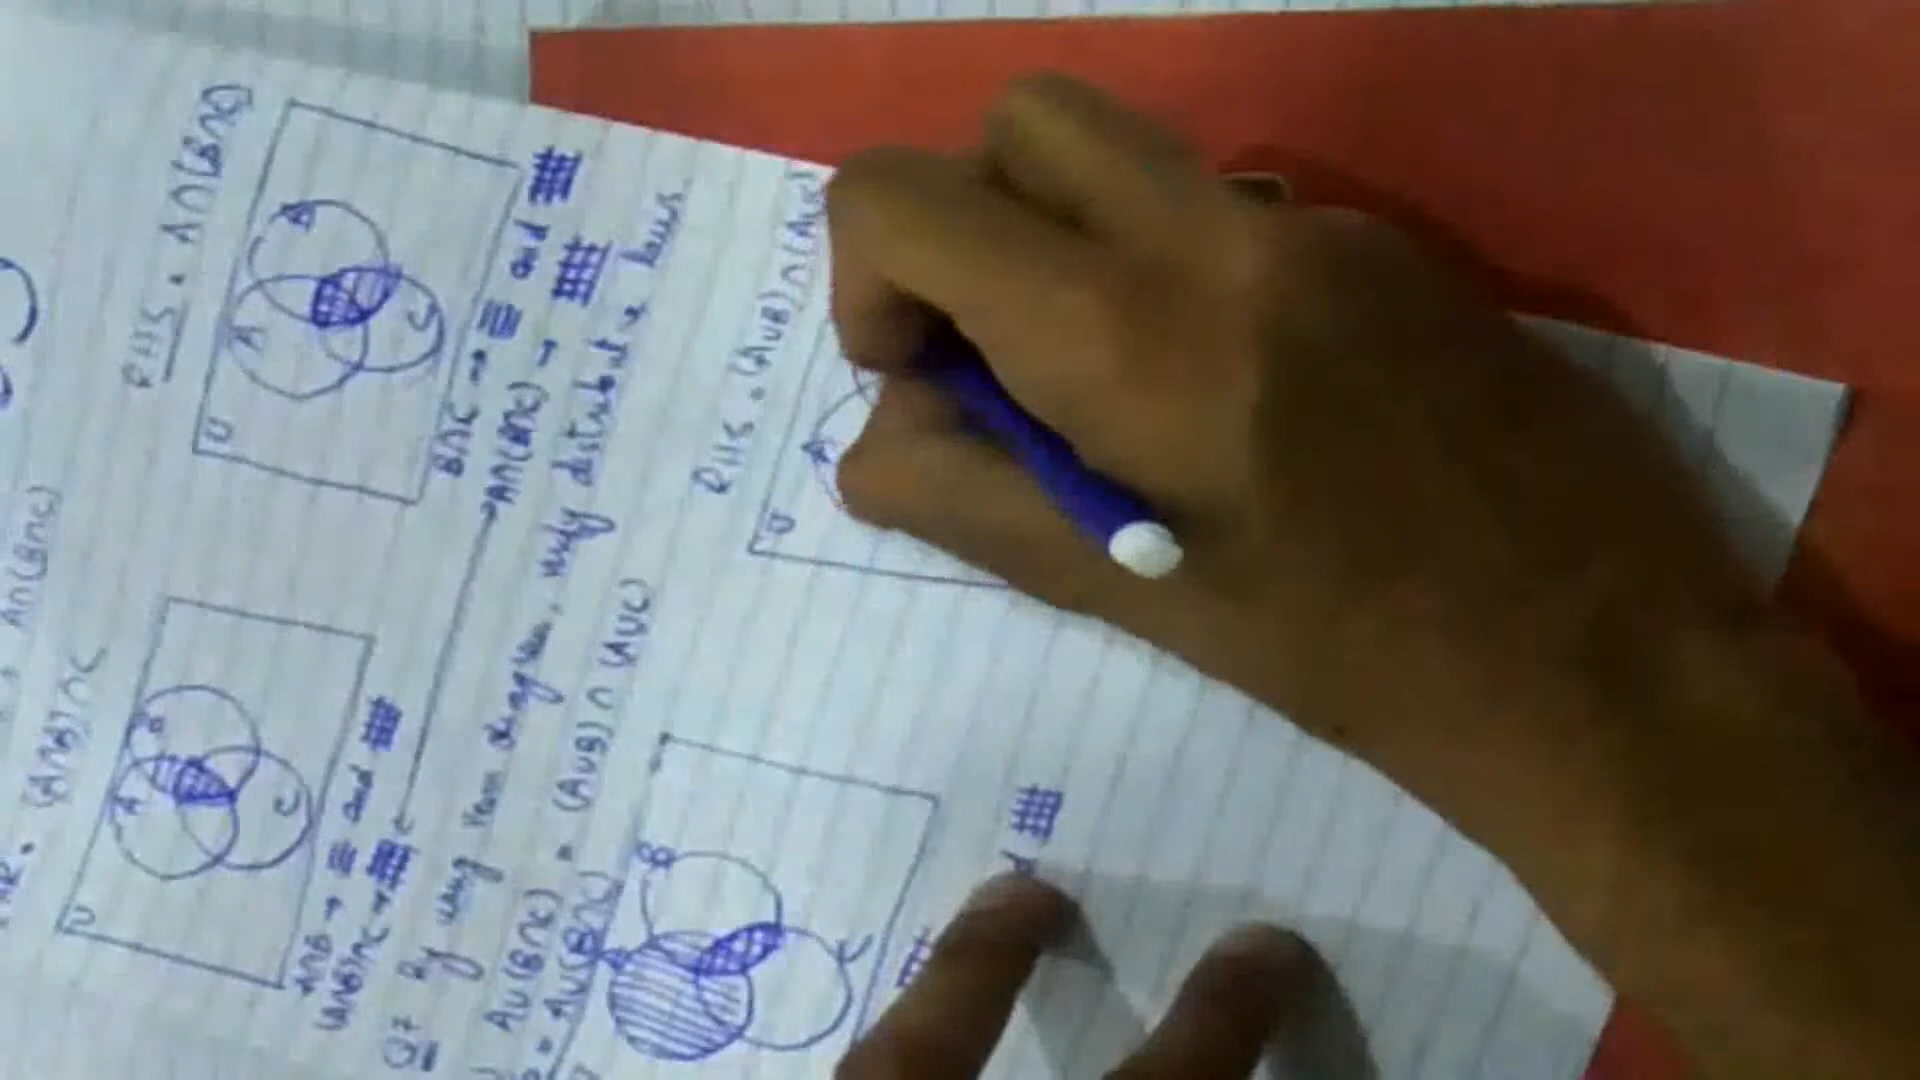 A∩(B∩C)
(A∩B)∩C
U
A
B
C
A∩B → and
(A∩B)∩C →
RHS = A∩(B∩C)
U
A
B
C
B∩C → and
A∩(B∩C) →
Q7 By using venn diagram, verify distributive laws.
A∪(B∩C) = (A∪B)∩(A∪C)
= A∪(B∩C)
A
B
C
RHS = (A∪B)∩(A∪C)
U
A